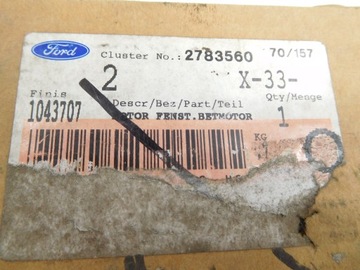 Ford
Cluster No.: 2783560 70/157
2 X-33-
Finis Qty/Menge
1043707 Descr/Bez/Part/Teil 1
MOTOR FENST.BETMOTOR
KG